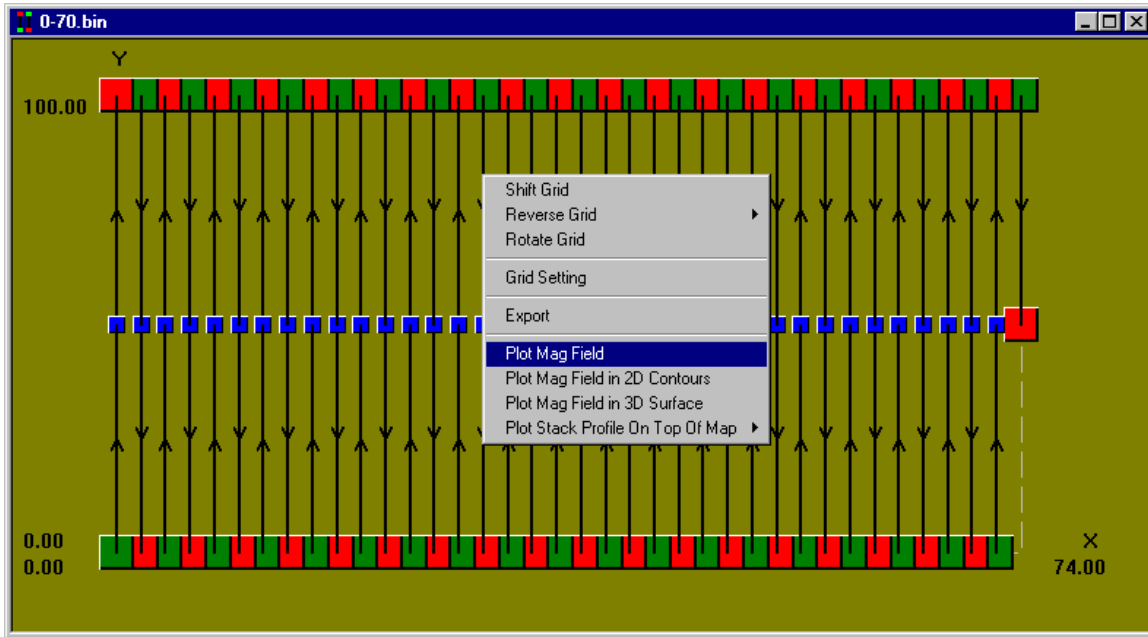 0-70.bin
Y
100.00
Shift Grid
Reverse Grid
Rotate Grid
Grid Setting
Export
Plot Mag Field
Plot Mag Field in 2D Contours
Plot Mag Field in 3D Surface
Plot Stack Profile On Top Of Map
0.00
0.00
X
74.00